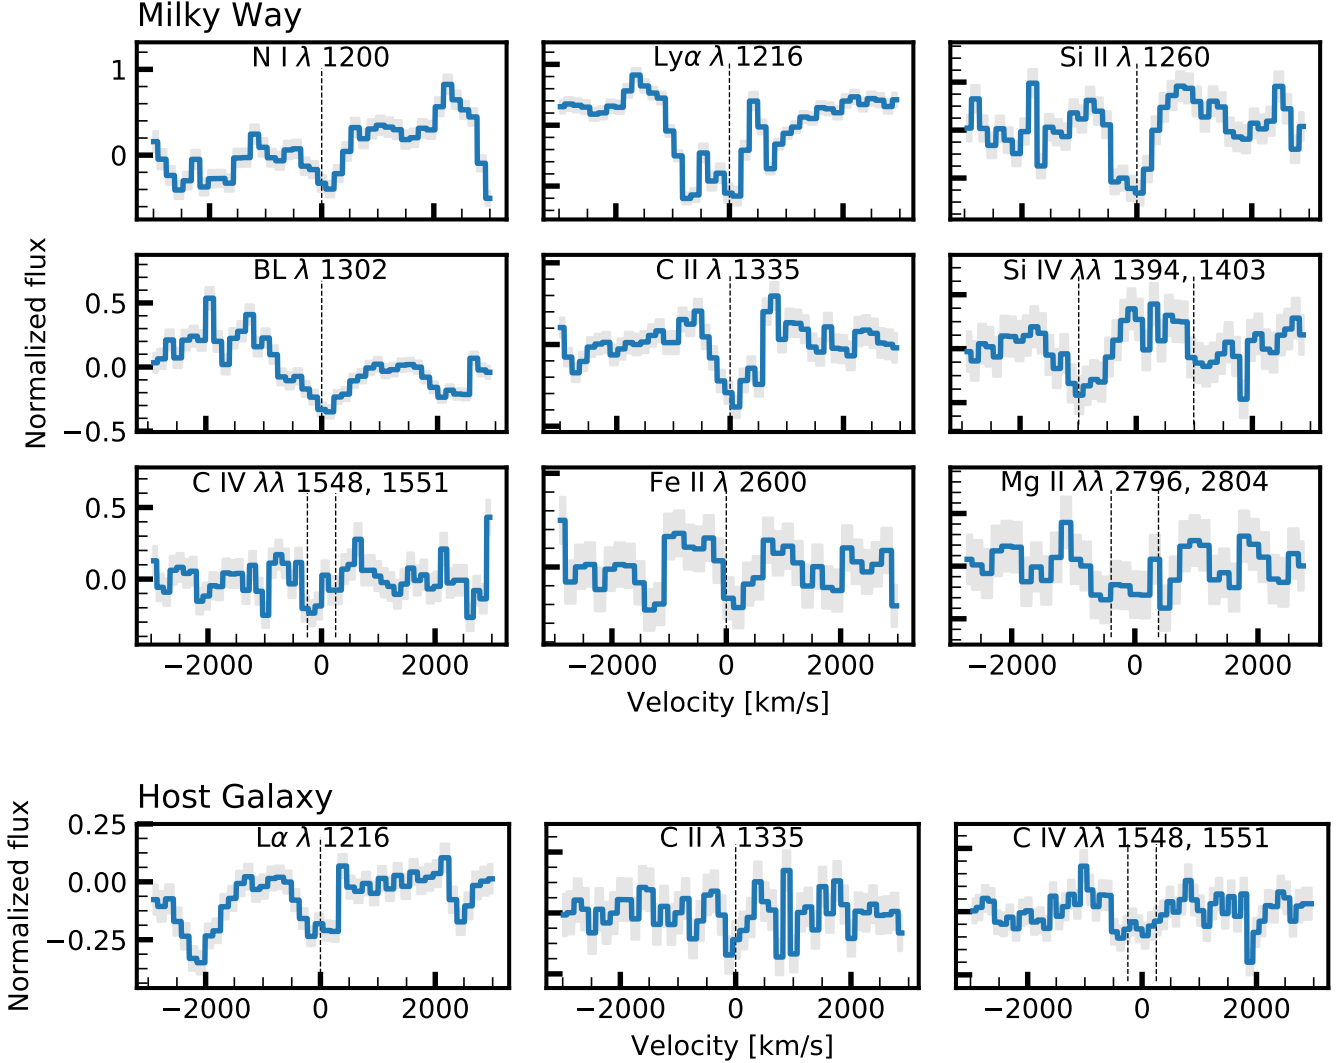 Milky Way
N I λ 1200
Lyα λ 1216
Si II λ 1260
1
0
Normalized flux
BL λ 1302
C II λ 1335
Si IV λλ 1394, 1403
0.5
0.0
−0.5
C IV λλ 1548, 1551
Fe II λ 2600
Mg II λλ 2796, 2804
0.5
0.0
−2000 0 2000
−2000 0 2000
−2000 0 2000
Velocity [km/s]
Host Galaxy
Normalized flux
Lα λ 1216
C II λ 1335
C IV λλ 1548, 1551
0.25
0.00
−0.25
−2000 0 2000
−2000 0 2000
−2000 0 2000
Velocity [km/s]